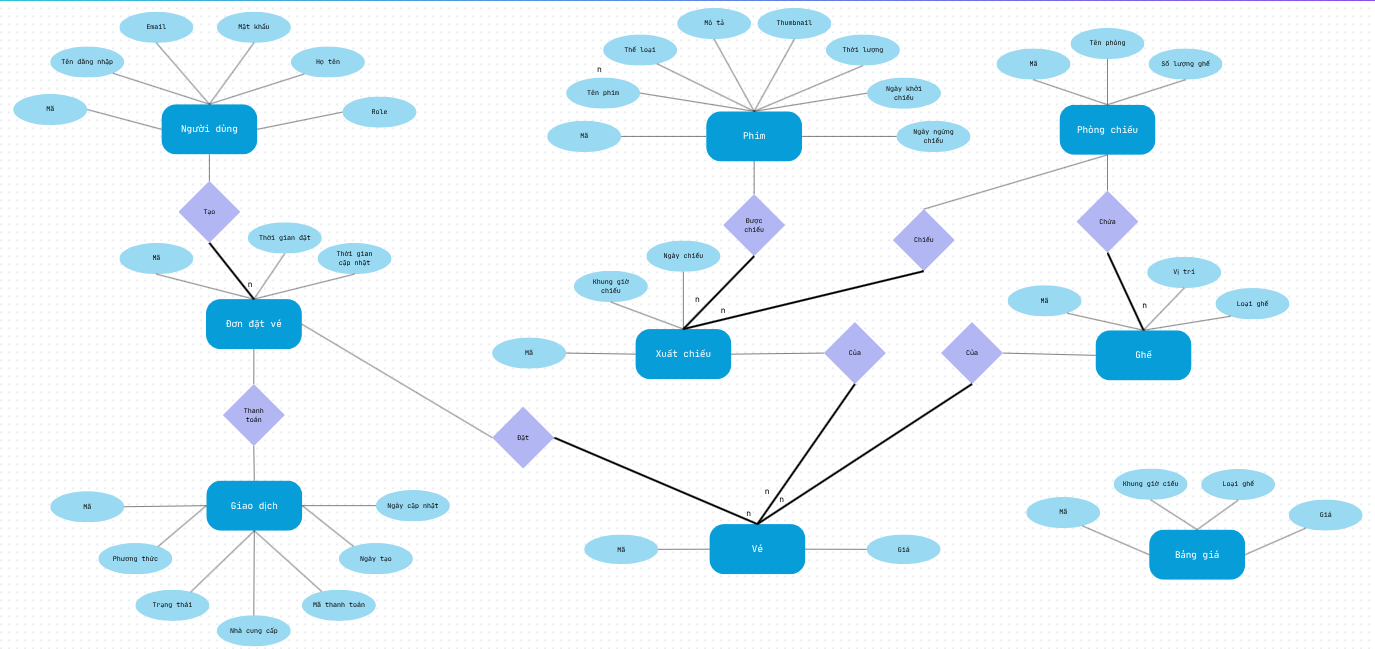 Email
Mật khẩu
Tên đăng nhập
Họ tên
Mã
Role
Người dùng
Mô tả
Thumbnail
Thể loại
Thời lượng
n
Tên phim
Ngày khởi
chiếu
Mã
Phim
Ngày ngừng
chiếu
Tên phòng
Mã
Số lượng ghế
Phòng chiếu
Tạo
Được
chiếu
Chiếu
Chứa
Mã
Thời gian đặt
Thời gian
cập nhật
n
Đơn đặt vé
Ngày chiếu
Khung giờ
chiếu
n
n
Mã
Xuất chiếu
Của
Của
Vị trí
Mã
Loại ghế
n
Ghế
Thanh
toán
Đặt
Mã
Giao dịch
Ngày cập nhật
Phương thức
Ngày tạo
Trạng thái
Mã thanh toán
Nhà cung cấp
n
n
n
Mã
Vé
Giá
Khung giờ ciếu
Loại ghế
Mã
Giá
Bảng giá